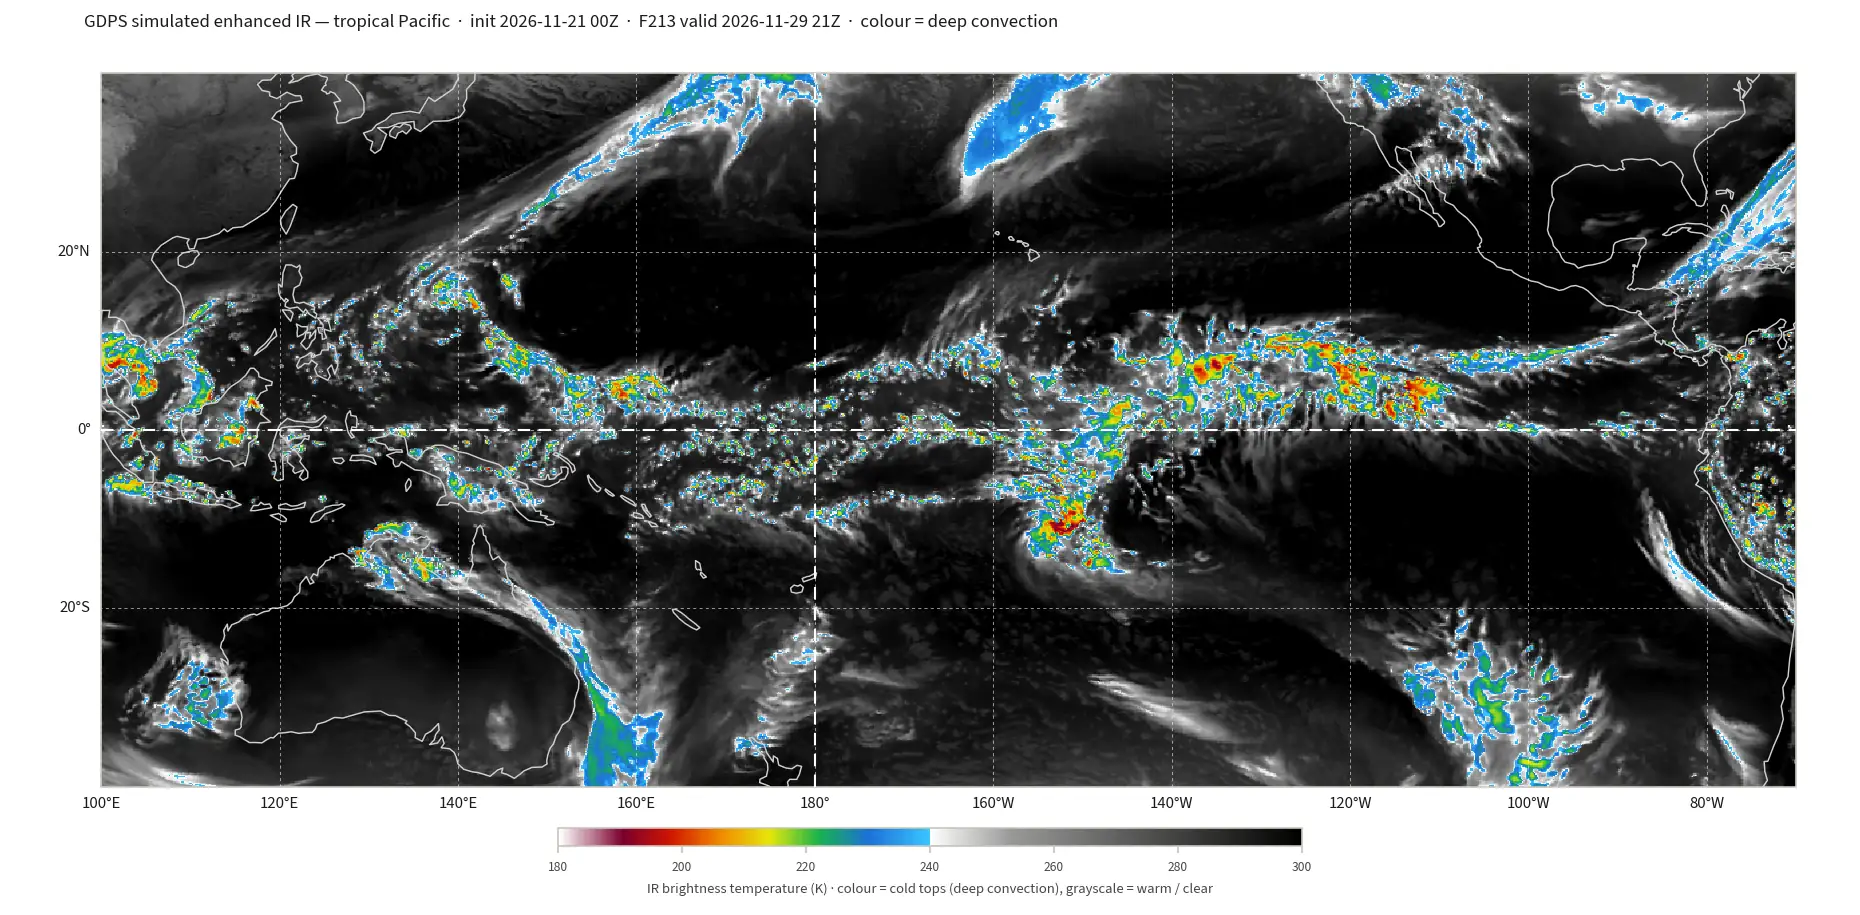 GDPS simulated enhanced IR — tropical Pacific · init 2026-11-21 00Z · F213 valid 2026-11-29 21Z · colour = deep convection
20°N
0°
20°S
100°E 120°E 140°E 160°E 180° 160°W 140°W 120°W 100°W 80°W
180 200 220 240 260 280 300
IR brightness temperature (K) · colour = cold tops (deep convection), grayscale = warm / clear